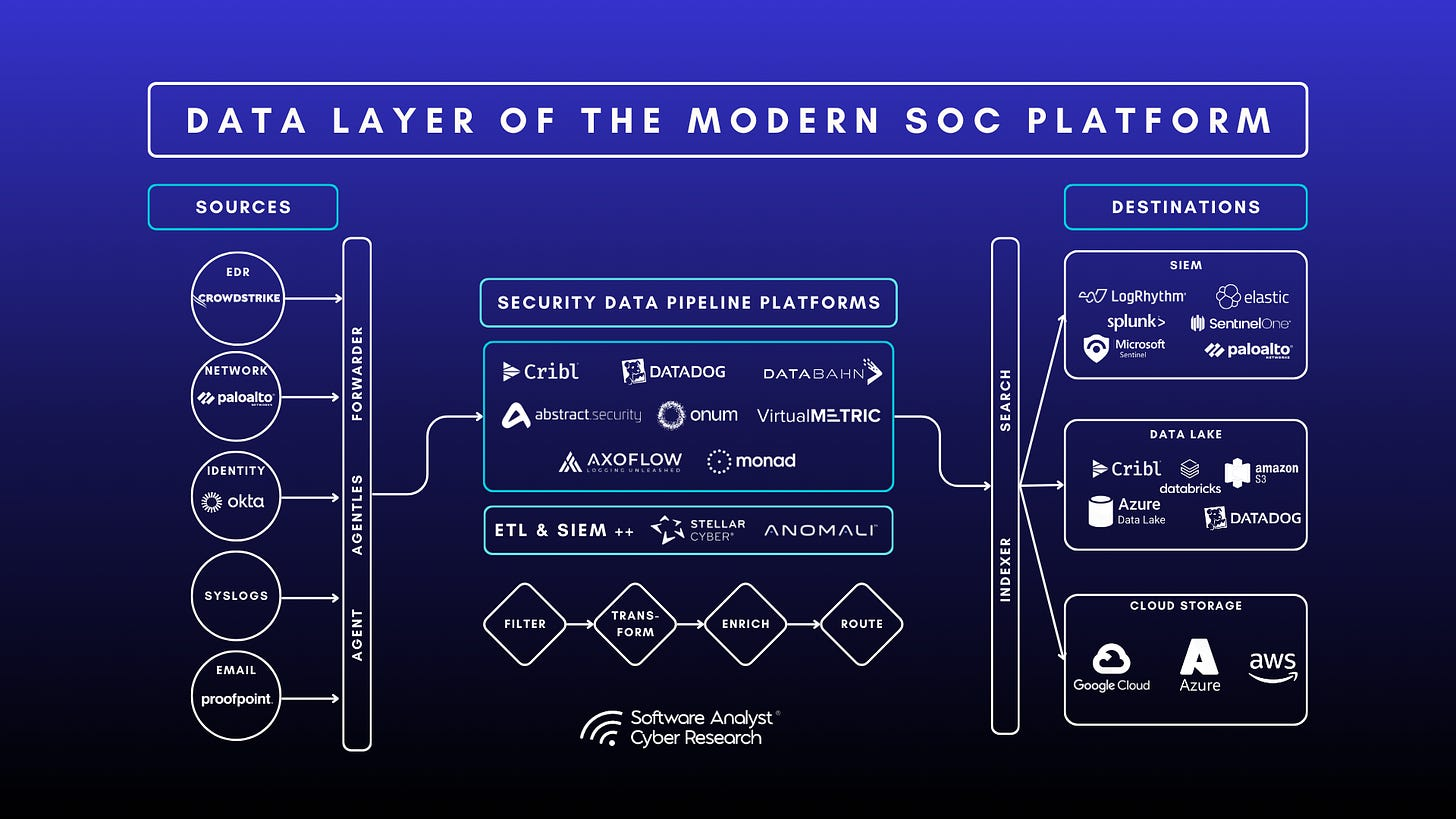 DATA LAYER OF THE MODERN SOC PLATFORM
SOURCES
EDR
CROWDSTRIKE
NETWORK
paloalto
NETWORKS
IDENTITY
okta
SYSLOGS
EMAIL
proofpoint.
FORWARDER
AGENTLES
AGENT
SECURITY DATA PIPELINE PLATFORMS
Cribl
DATADOG
DATABAHN
abstract.security
onum
VirtualMETRIC
AXOFLOW
LOGGING UNLEASHED
monad
ETL & SIEM ++
STELLAR
CYBER®
ANOMALI™
FILTER
TRANS-
FORM
ENRICH
ROUTE
Software Analyst®
Cyber Research
SEARCH
INDEXER
DESTINATIONS
SIEM
LogRhythm®
elastic
splunk>
SentinelOne®
Microsoft
Sentinel
paloalto®
NETWORKS
DATA LAKE
Cribl
databricks
amazon
S3
Azure
Data Lake
DATADOG
CLOUD STORAGE
Google Cloud
Azure
aws